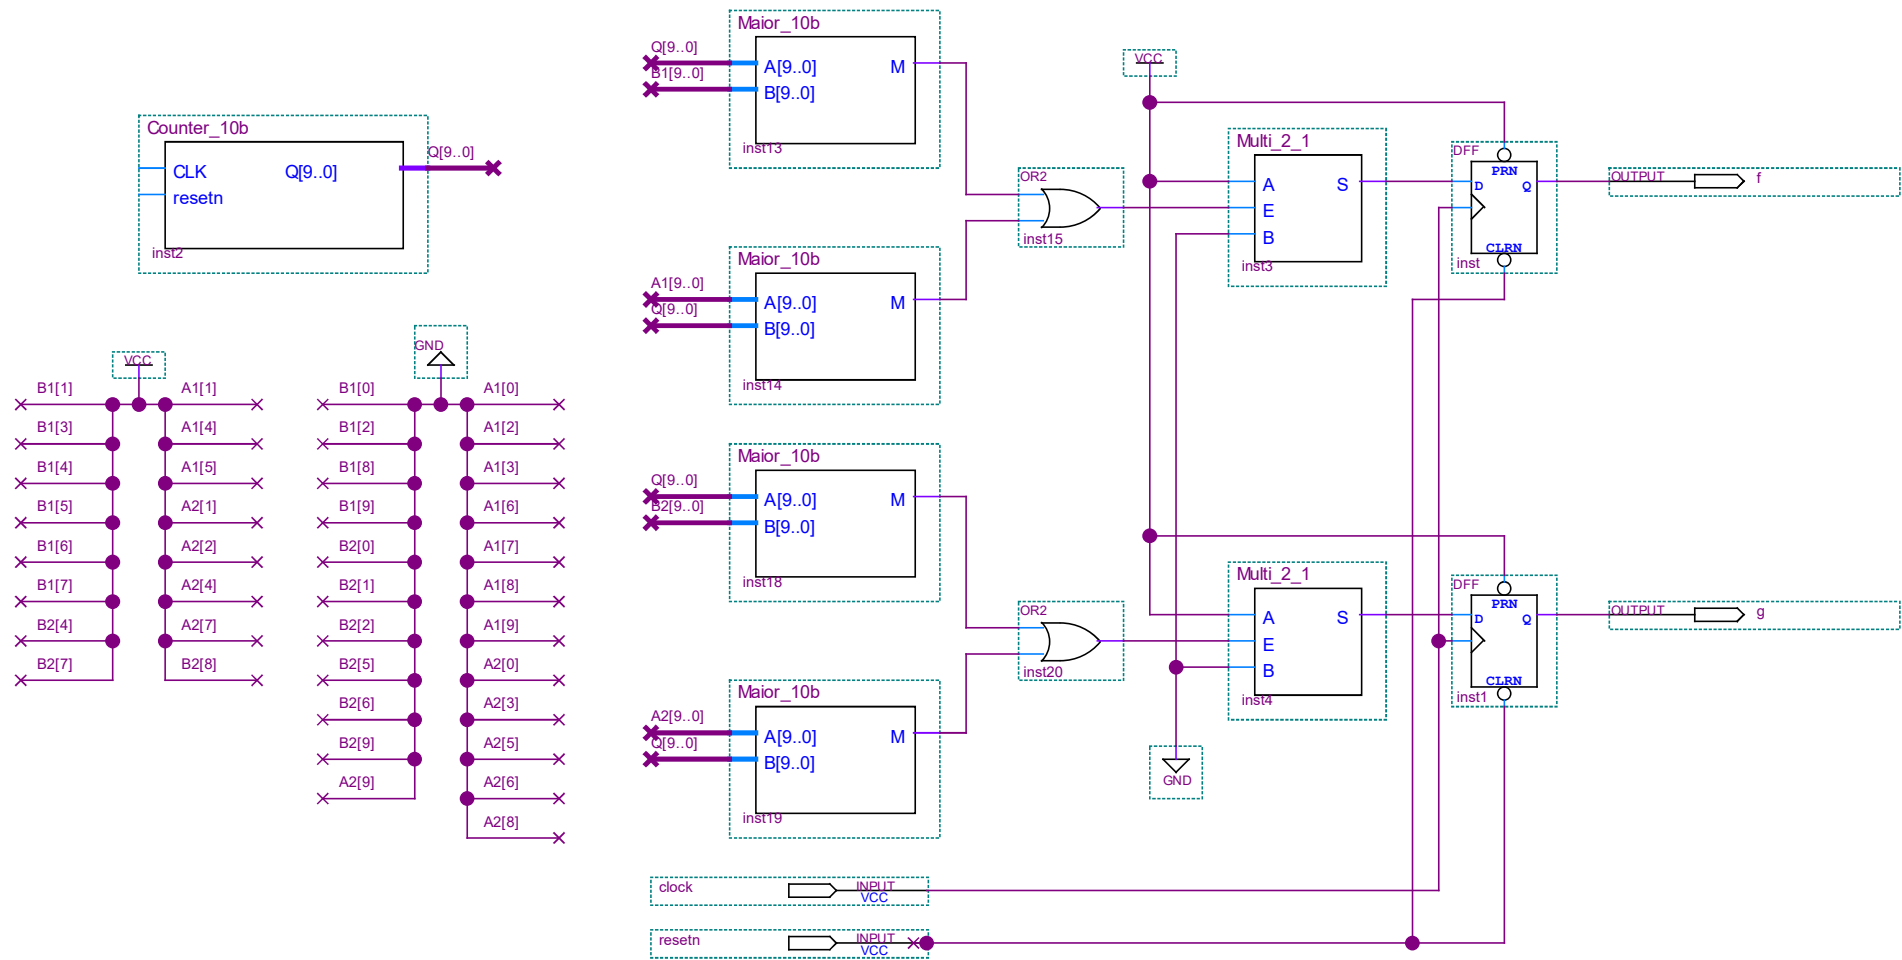 Counter_10b
CLK
Q[9..0]
resetn
inst2
Q[9..0]
VCC
B1[1]
A1[1]
B1[3]
A1[4]
B1[4]
A1[5]
B1[5]
A2[1]
B1[6]
A2[2]
B1[7]
A2[4]
B2[4]
A2[7]
B2[7]
B2[8]
GND
B1[0]
A1[0]
B1[2]
A1[2]
B1[8]
A1[3]
B1[9]
A1[6]
B2[0]
A1[7]
B2[1]
A1[8]
B2[2]
A1[9]
B2[5]
A2[0]
B2[6]
A2[3]
B2[9]
A2[5]
A2[9]
A2[6]
A2[8]
Maior_10b
Q[9..0]
B1[9..0]
A[9..0]
M
B[9..0]
inst13
Maior_10b
A1[9..0]
Q[9..0]
A[9..0]
M
B[9..0]
inst14
Maior_10b
Q[9..0]
B2[9..0]
A[9..0]
M
B[9..0]
inst18
Maior_10b
A2[9..0]
Q[9..0]
A[9..0]
M
B[9..0]
inst19
OR2
inst15
OR2
inst20
VCC
Multi_2_1
A
S
E
B
inst3
DFF
PRN
D
Q
CLRN
inst
OUTPUT
f
Multi_2_1
A
S
E
B
inst4
DFF
PRN
D
Q
CLRN
inst1
OUTPUT
g
GND
clock
INPUT
VCC
resetn
INPUT
VCC